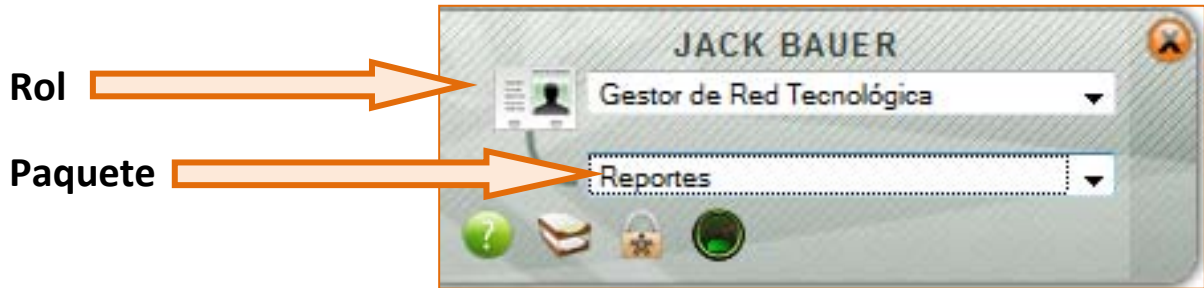 JACK BAUER
Rol
Gestor de Red Tecnológica
Paquete
Reportes
?